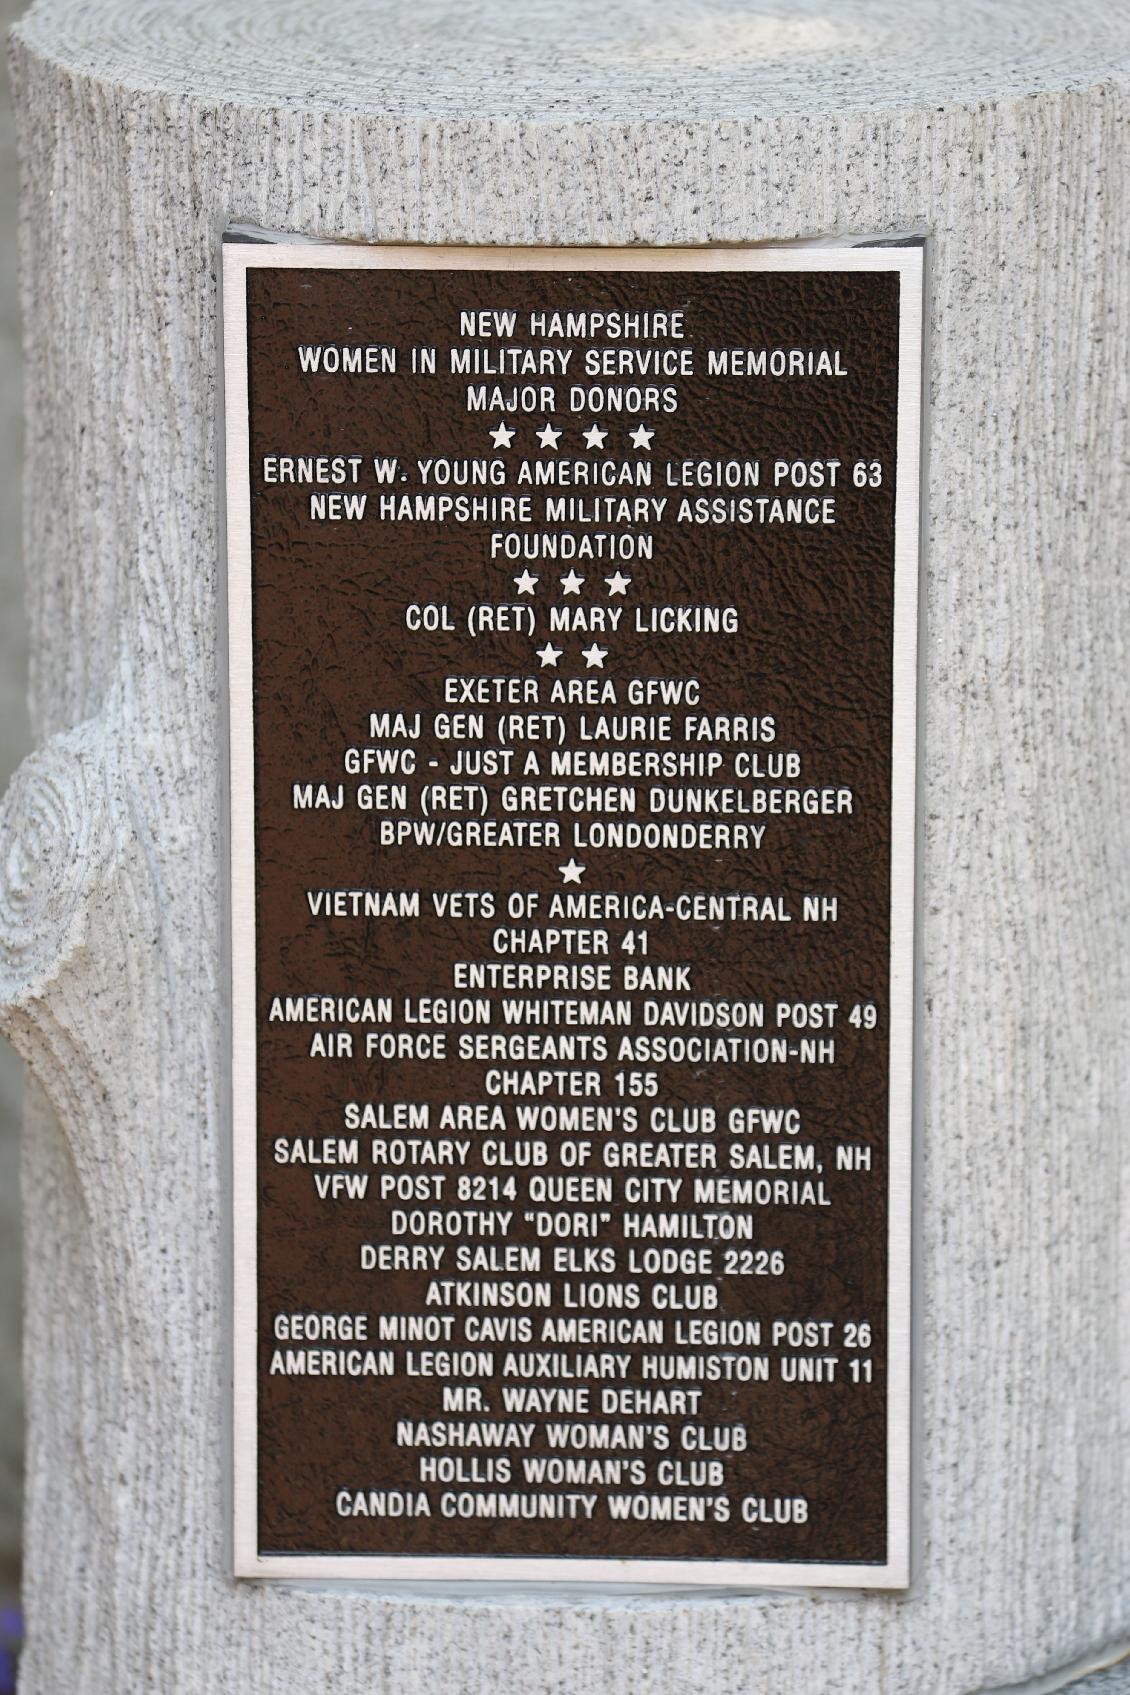 NEW HAMPSHIRE
WOMEN IN MILITARY SERVICE MEMORIAL
MAJOR DONORS
★ ★ ★ ★
ERNEST W. YOUNG AMERICAN LEGION POST 63
NEW HAMPSHIRE MILITARY ASSISTANCE
FOUNDATION
★ ★ ★
COL (RET) MARY LICKING
★ ★
EXETER AREA GFWC
MAJ GEN (RET) LAURIE FARRIS
GFWC - JUST A MEMBERSHIP CLUB
MAJ GEN (RET) GRETCHEN DUNKELBERGER
BPW/GREATER LONDONDERRY
★
VIETNAM VETS OF AMERICA-CENTRAL NH
CHAPTER 41
ENTERPRISE BANK
AMERICAN LEGION WHITEMAN DAVIDSON POST 49
AIR FORCE SERGEANTS ASSOCIATION-NH
CHAPTER 155
SALEM AREA WOMEN'S CLUB GFWC
SALEM ROTARY CLUB OF GREATER SALEM, NH
VFW POST 8214 QUEEN CITY MEMORIAL
DOROTHY "DORI" HAMILTON
DERRY SALEM ELKS LODGE 2226
ATKINSON LIONS CLUB
GEORGE MINOT CAVIS AMERICAN LEGION POST 26
AMERICAN LEGION AUXILIARY HUMISTON UNIT 11
MR. WAYNE DEHART
NASHAWAY WOMAN'S CLUB
HOLLIS WOMAN'S CLUB
CANDIA COMMUNITY WOMEN'S CLUB